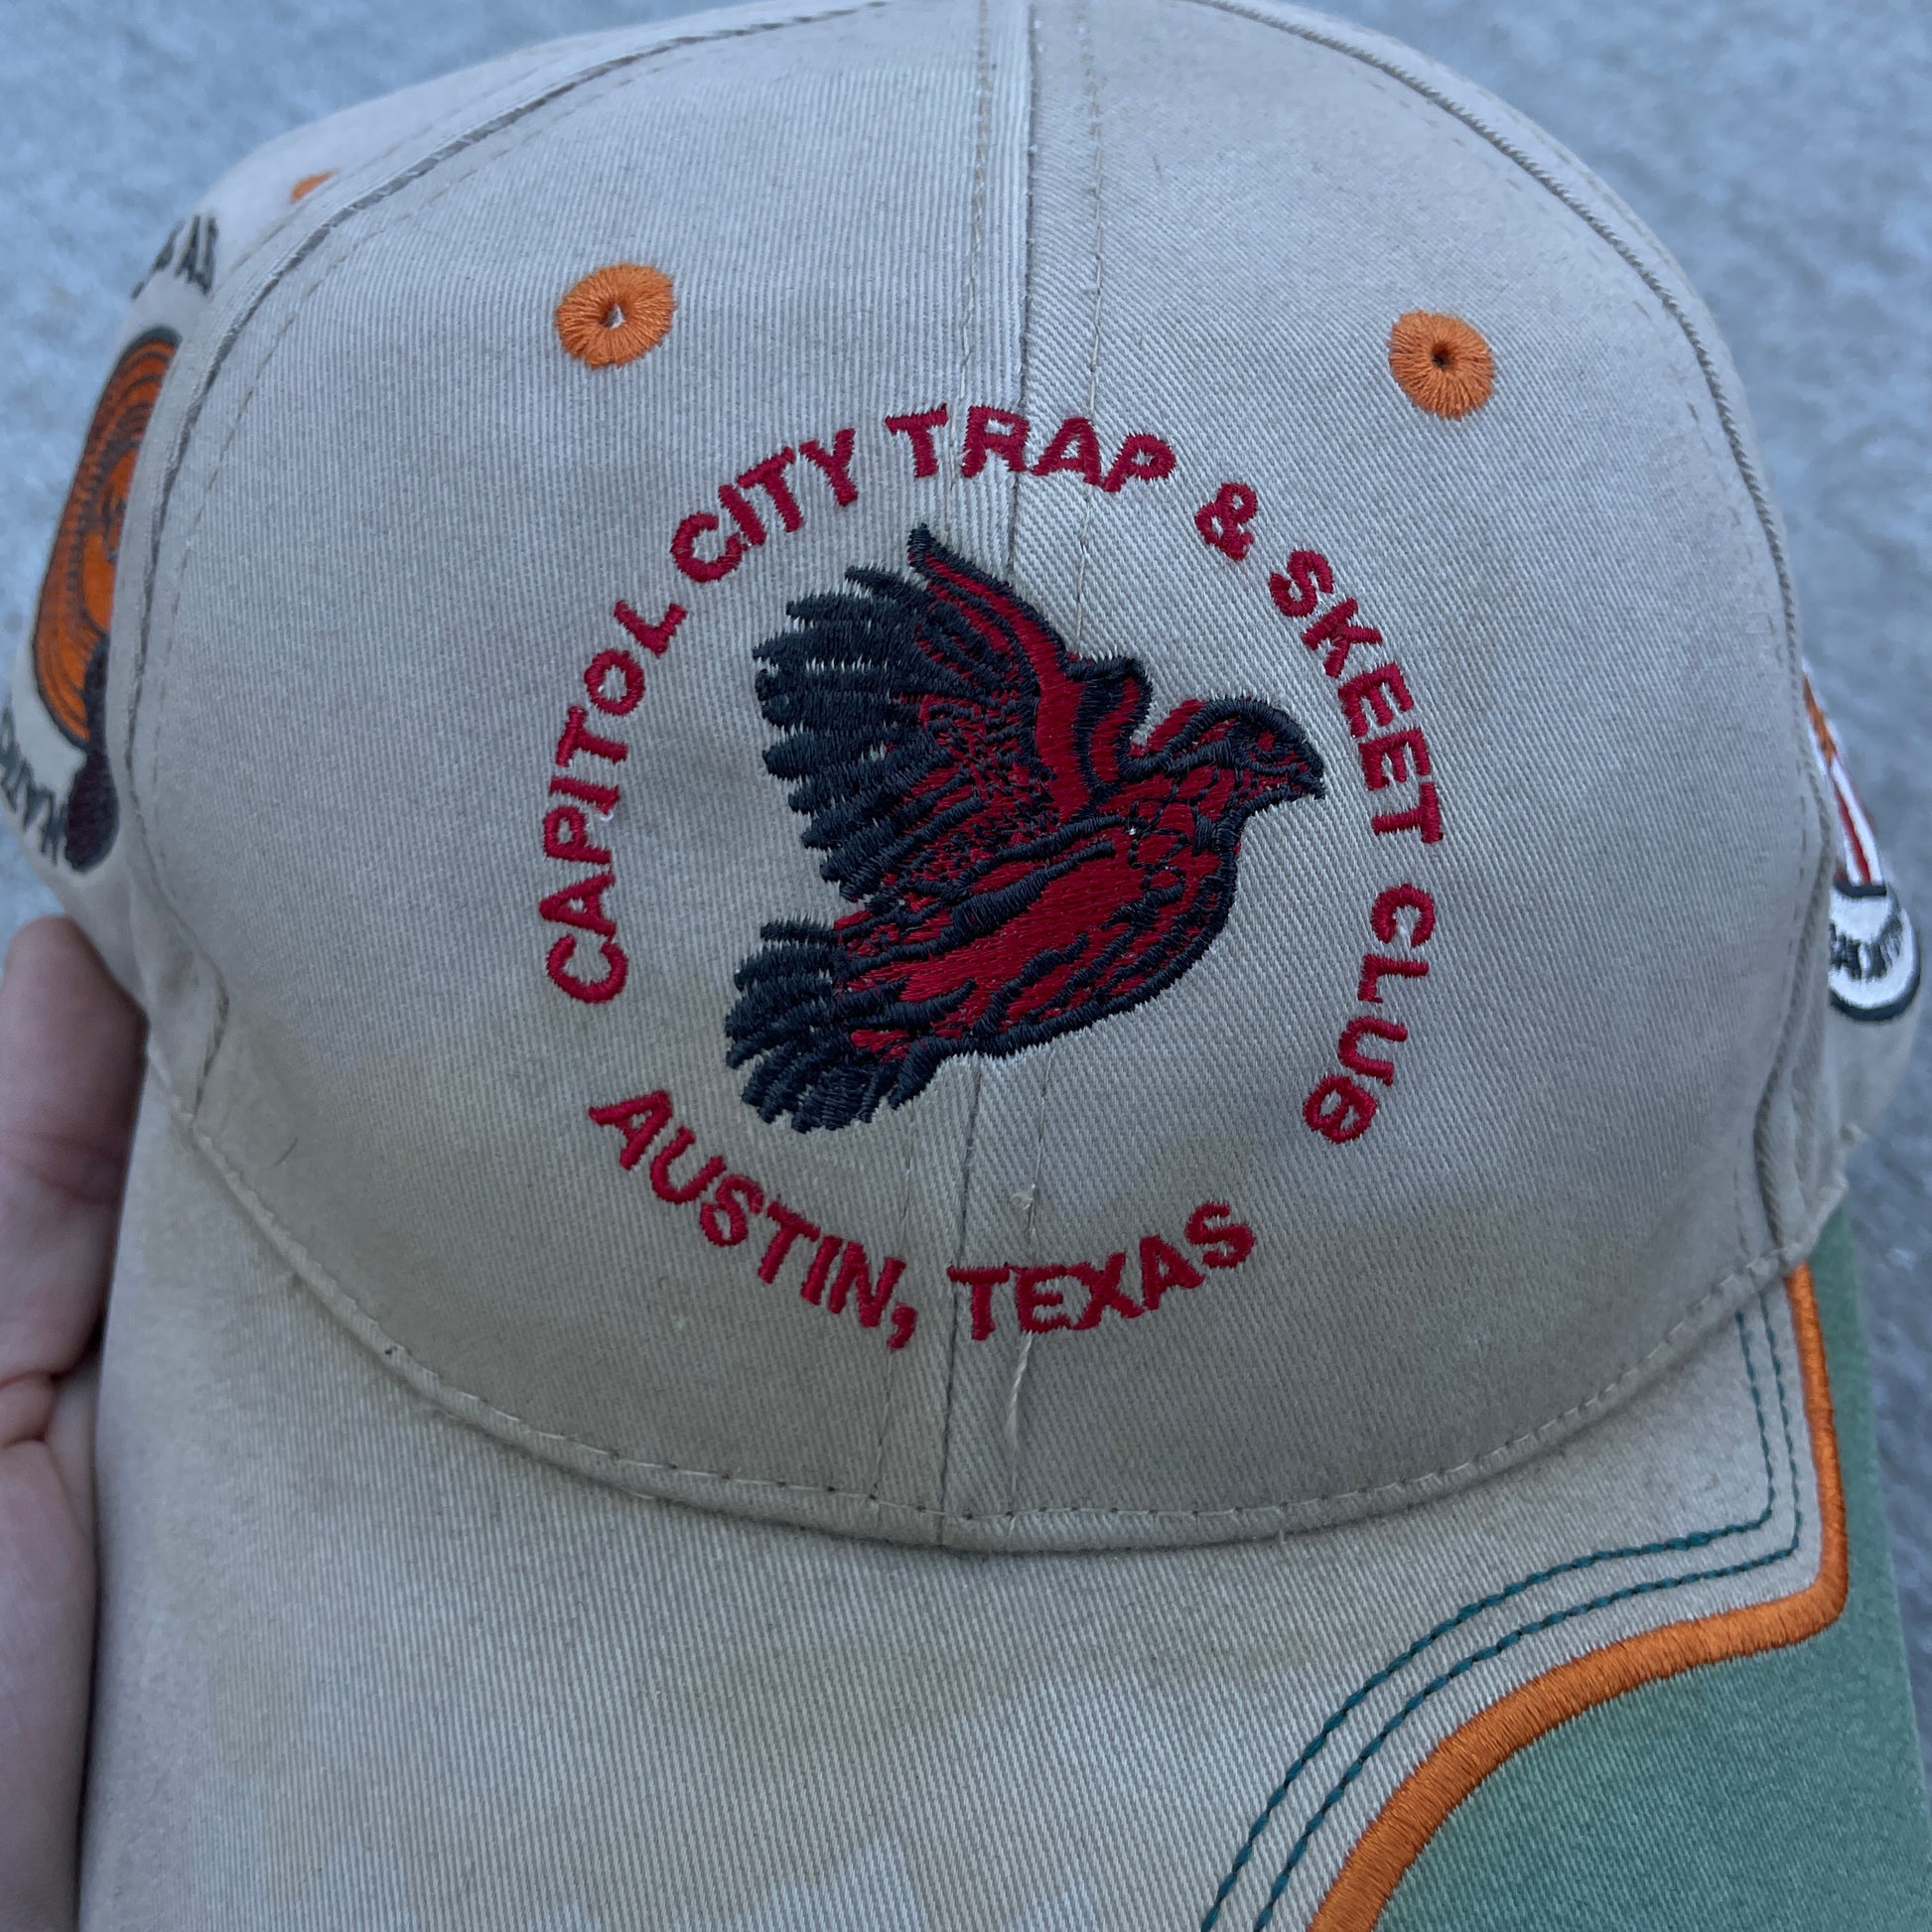 CAPITOL CITY TRAP & SKEET CLUB
AUSTIN, TEXAS